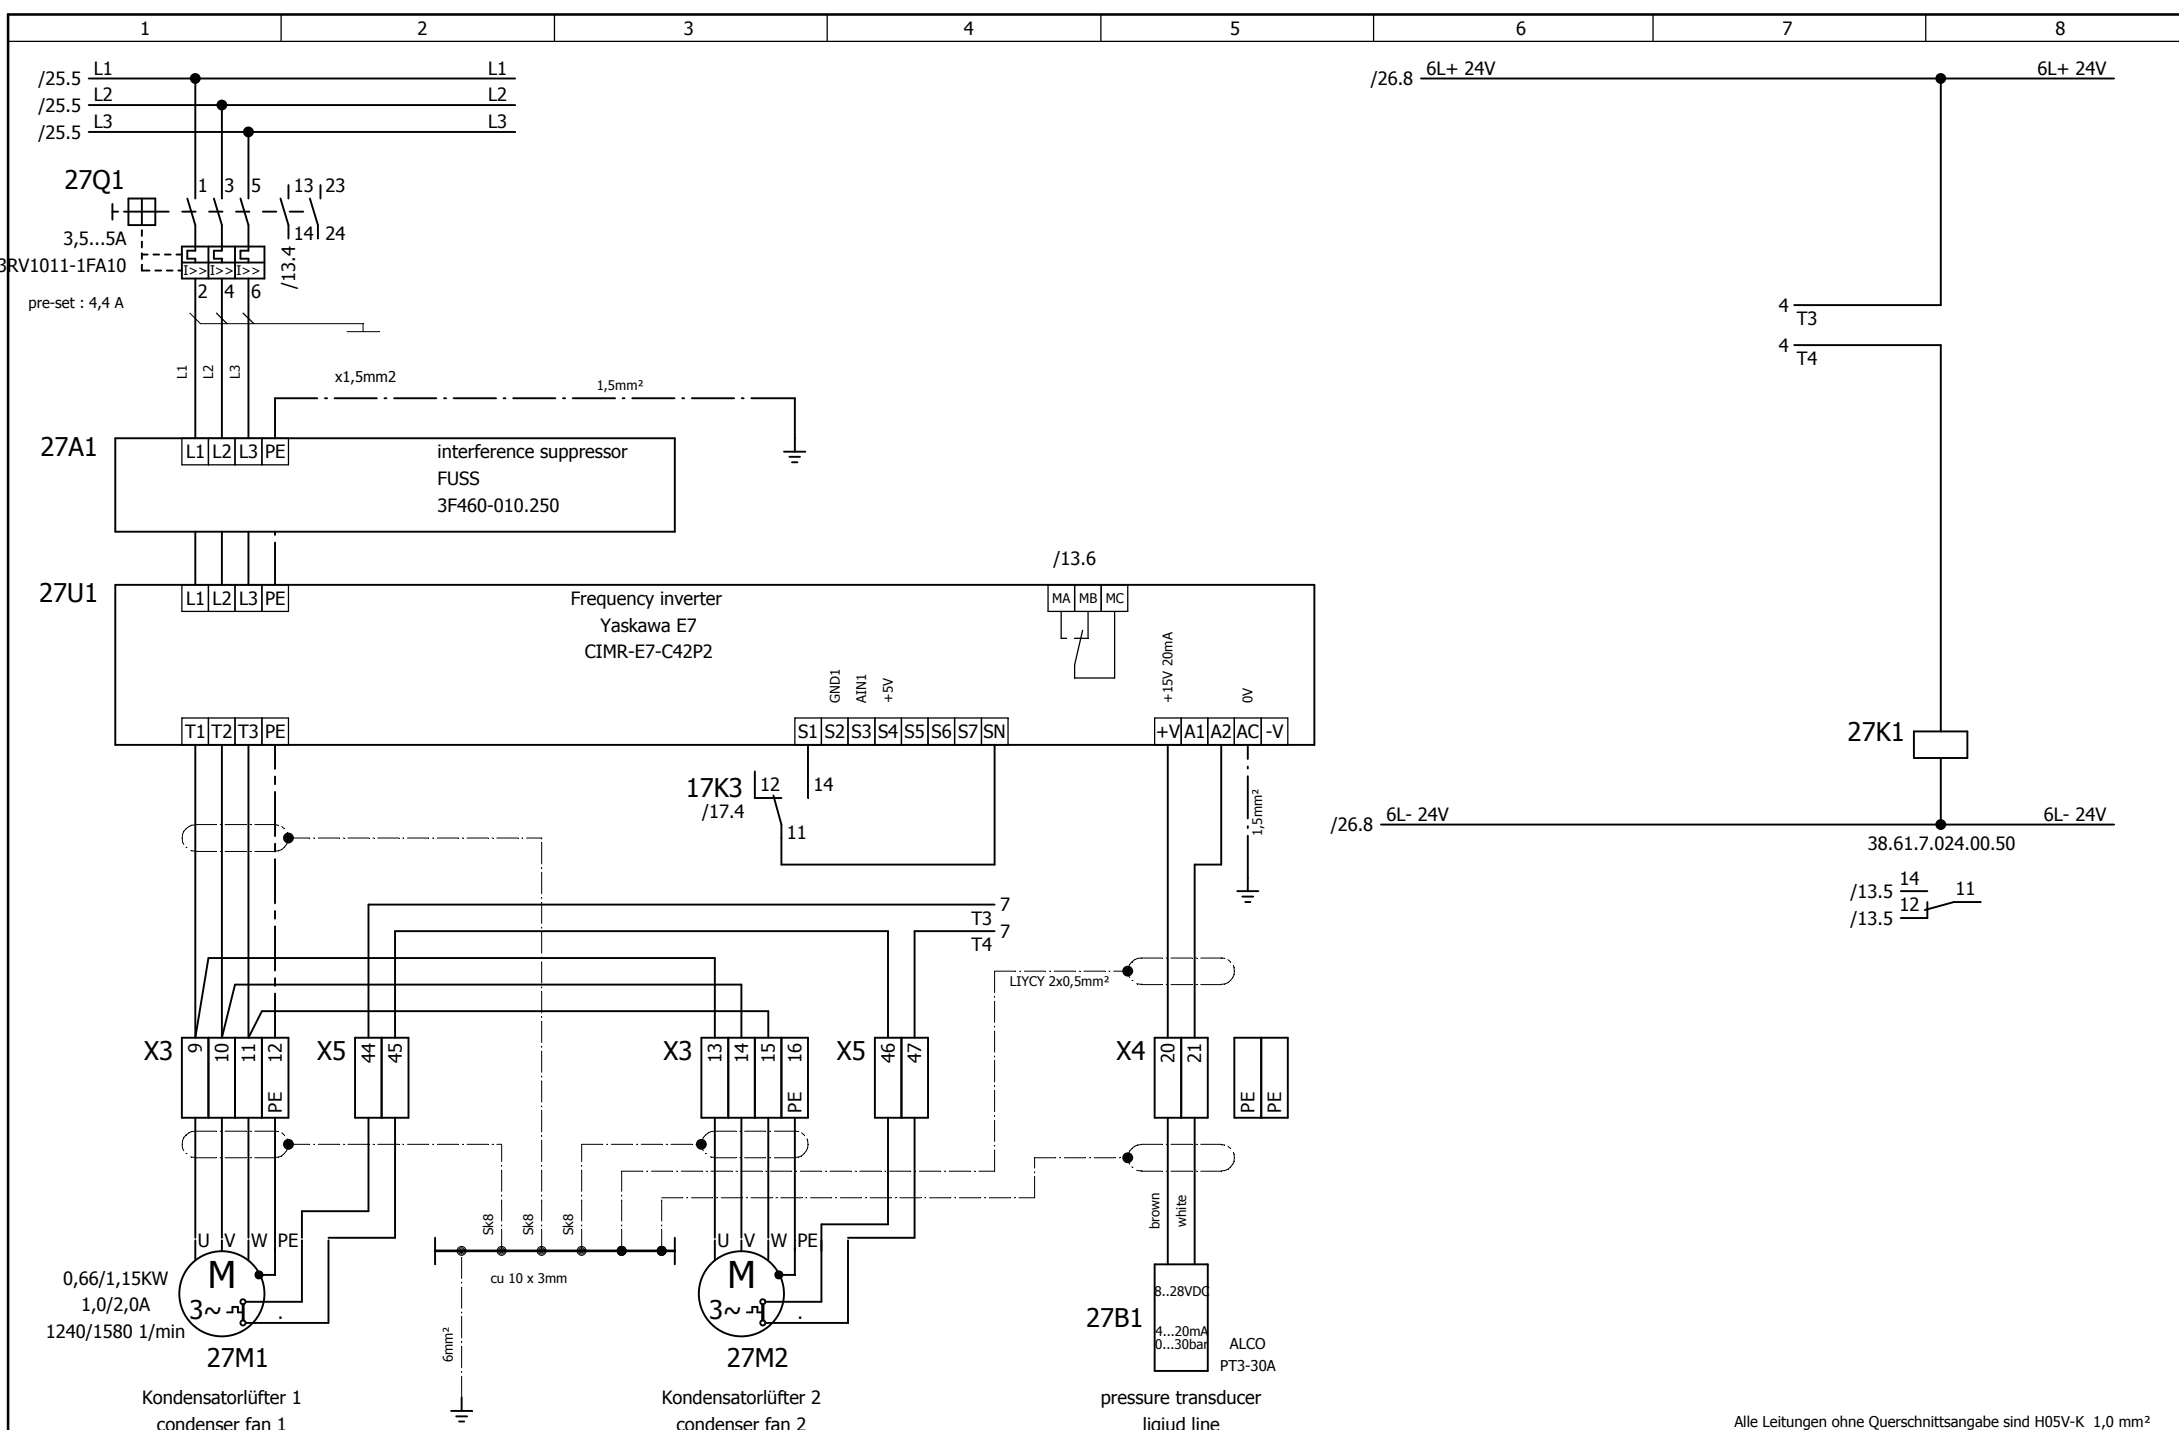 1 2 3 4 5 6 7 8
/25.5 L1 L1
/25.5 L2 L2
/25.5 L3 L3
/26.8 6L+ 24V 6L+ 24V
27Q1
1 3 5 13 23
14 24
3,5...5A
3RV1011-1FA10
I>> I>> I>>
2 4 6
/13.4
pre-set : 4,4 A
4 T3
4 T4
L1 L2 L3
x1,5mm2
1,5mm²
27A1
L1 L2 L3 PE
interference suppressor
FUSS
3F460-010.250
/13.6
27U1
L1 L2 L3 PE
Frequency inverter
Yaskawa E7
CIMR-E7-C42P2
MA MB MC
GND1 AIN1 +5V
+15V 20mA
0V
T1 T2 T3 PE
S1 S2 S3 S4 S5 S6 S7 SN
+V A1 A2 AC -V
27K1
17K3 12 14
/17.4
11
1,5mm²
/26.8 6L- 24V 6L- 24V
38.61.7.024.00.50
/13.5 14 11
/13.5 12
7
T3
7
T4
LIYCY 2x0,5mm²
X3 9 10 11 12 PE
X5 44 45
X3 13 14 15 16 PE
X5 46 47
X4 20 21
PE PE
Sk8 Sk8 Sk8
brown white
U V W PE
U V W PE
cu 10 x 3mm
M
3~
M
3~
0,66/1,15KW
1,0/2,0A
1240/1580 1/min
6mm²
27M1
27M2
27B1
8..28VDC
4...20mA
0...30bar
ALCO
PT3-30A
Kondensatorlüfter 1
condenser fan 1
Kondensatorlüfter 2
condenser fan 2
pressure transducer
ligiud line
Alle Leitungen ohne Querschnittsangabe sind H05V-K 1,0 mm²